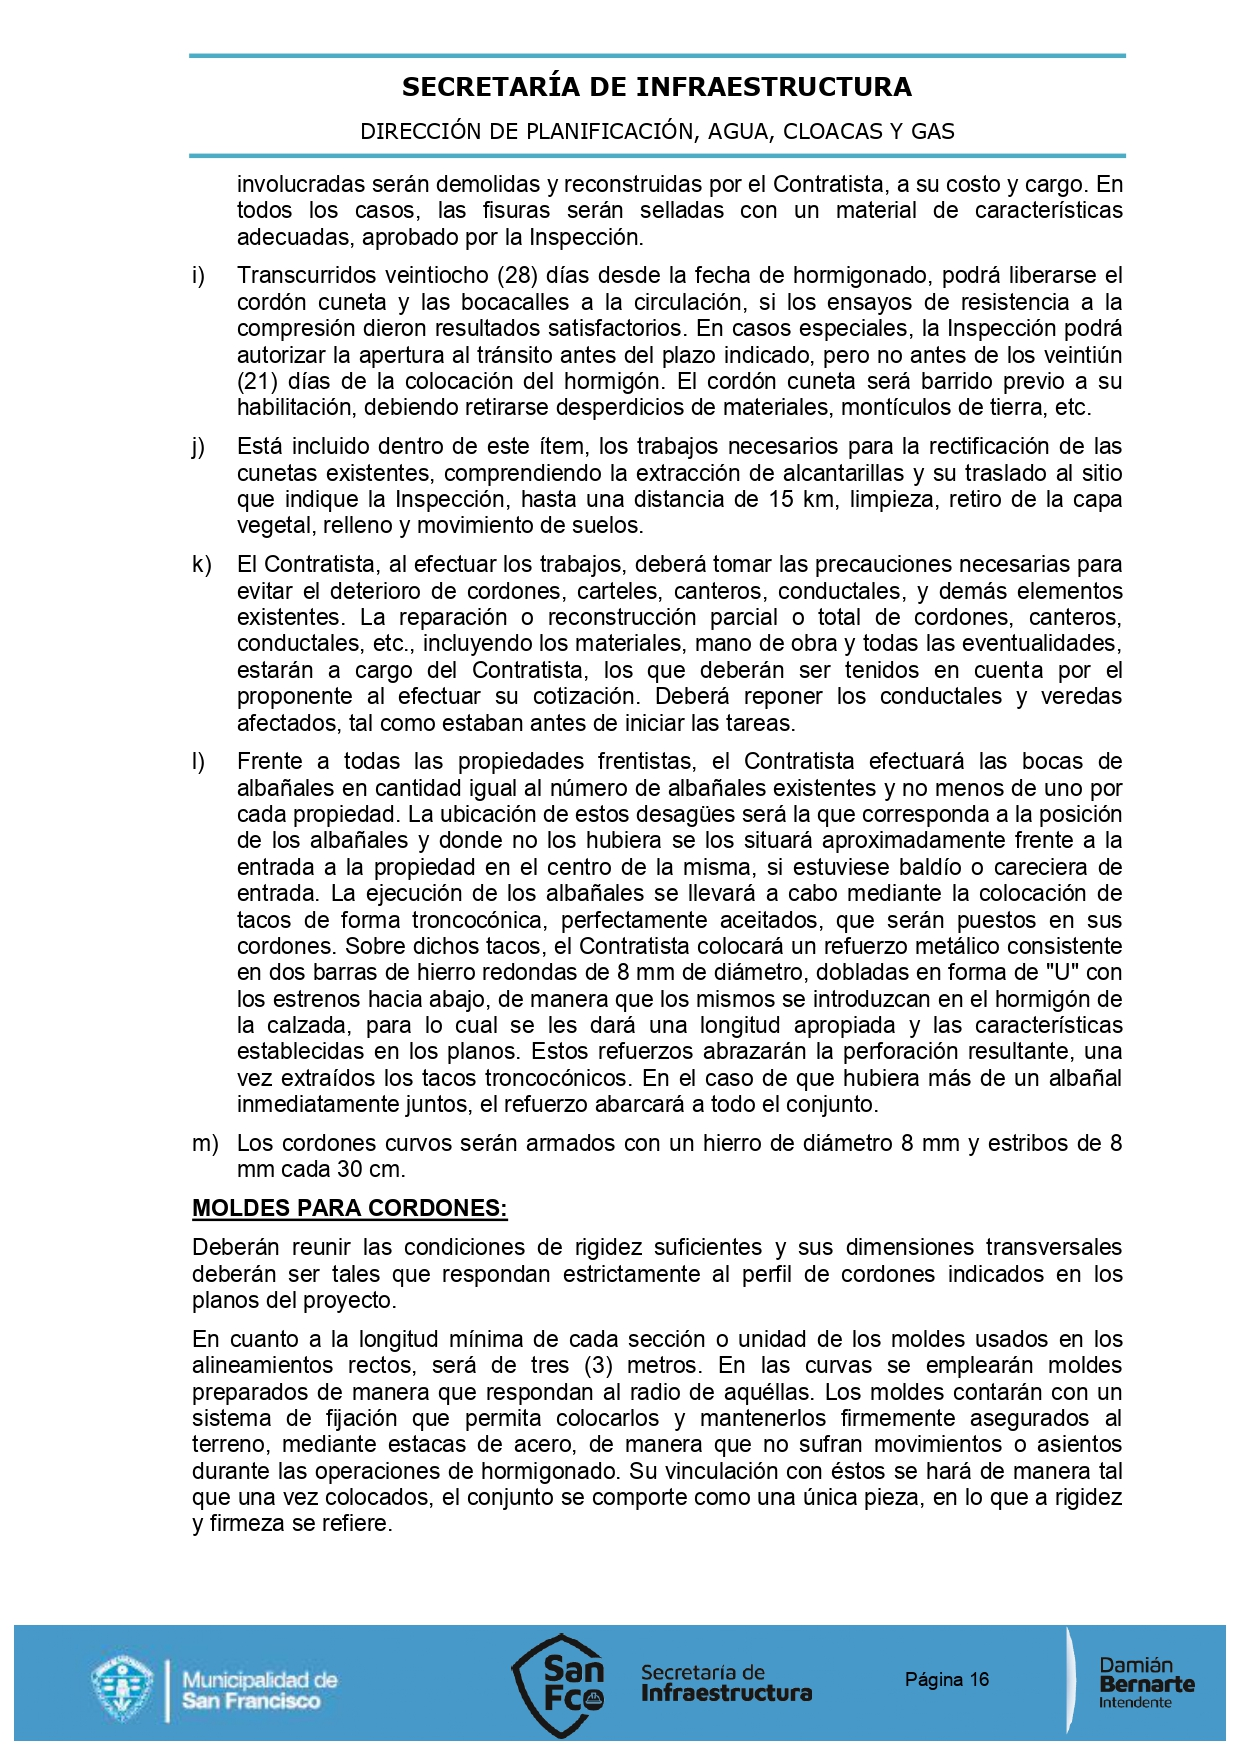 SECRETARÍA DE INFRAESTRUCTURA
DIRECCIÓN DE PLANIFICACIÓN, AGUA, CLOACAS Y GAS
involucradas serán demolidas y reconstruidas por el Contratista, a su costo y cargo. En
todos los casos, las fisuras serán selladas con un material de características
adecuadas, aprobado por la Inspección.
i) Transcurridos veintiocho (28) días desde la fecha de hormigonado, podrá liberarse el
cordón cuneta y las bocacalles a la circulación, si los ensayos de resistencia a la
compresión dieron resultados satisfactorios. En casos especiales, la Inspección podrá
autorizar la apertura al tránsito antes del plazo indicado, pero no antes de los veintiún
(21) días de la colocación del hormigón. El cordón cuneta será barrido previo a su
habilitación, debiendo retirarse desperdicios de materiales, montículos de tierra, etc.
j) Está incluido dentro de este ítem, los trabajos necesarios para la rectificación de las
cunetas existentes, comprendiendo la extracción de alcantarillas y su traslado al sitio
que indique la Inspección, hasta una distancia de 15 km, limpieza, retiro de la capa
vegetal, relleno y movimiento de suelos.
k) El Contratista, al efectuar los trabajos, deberá tomar las precauciones necesarias para
evitar el deterioro de cordones, carteles, canteros, conductales, y demás elementos
existentes. La reparación o reconstrucción parcial o total de cordones, canteros,
conductales, etc., incluyendo los materiales, mano de obra y todas las eventualidades,
estarán a cargo del Contratista, los que deberán ser tenidos en cuenta por el
proponente al efectuar su cotización. Deberá reponer los conductales y veredas
afectados, tal como estaban antes de iniciar las tareas.
l) Frente a todas las propiedades frentistas, el Contratista efectuará las bocas de
albañales en cantidad igual al número de albañales existentes y no menos de uno por
cada propiedad. La ubicación de estos desagües será la que corresponda a la posición
de los albañales y donde no los hubiera se los situará aproximadamente frente a la
entrada a la propiedad en el centro de la misma, si estuviese baldío o careciera de
entrada. La ejecución de los albañales se llevará a cabo mediante la colocación de
tacos de forma troncocónica, perfectamente aceitados, que serán puestos en sus
cordones. Sobre dichos tacos, el Contratista colocará un refuerzo metálico consistente
en dos barras de hierro redondas de 8 mm de diámetro, dobladas en forma de "U" con
los estrenos hacia abajo, de manera que los mismos se introduzcan en el hormigón de
la calzada, para lo cual se les dará una longitud apropiada y las características
establecidas en los planos. Estos refuerzos abrazarán la perforación resultante, una
vez extraídos los tacos troncocónicos. En el caso de que hubiera más de un albañal
inmediatamente juntos, el refuerzo abarcará a todo el conjunto.
m) Los cordones curvos serán armados con un hierro de diámetro 8 mm y estribos de 8
mm cada 30 cm.
MOLDES PARA CORDONES:
Deberán reunir las condiciones de rigidez suficientes y sus dimensiones transversales
deberán ser tales que respondan estrictamente al perfil de cordones indicados en los
planos del proyecto.
En cuanto a la longitud mínima de cada sección o unidad de los moldes usados en los
alineamientos rectos, será de tres (3) metros. En las curvas se emplearán moldes
preparados de manera que respondan al radio de aquéllas. Los moldes contarán con un
sistema de fijación que permita colocarlos y mantenerlos firmemente asegurados al
terreno, mediante estacas de acero, de manera que no sufran movimientos o asientos
durante las operaciones de hormigonado. Su vinculación con éstos se hará de manera tal
que una vez colocados, el conjunto se comporte como una única pieza, en lo que a rigidez
y firmeza se refiere.
Municipalidad de
San Francisco
San
Fco
Secretaría de
Infraestructura
Página 16
Damián
Bernarte
Intendente